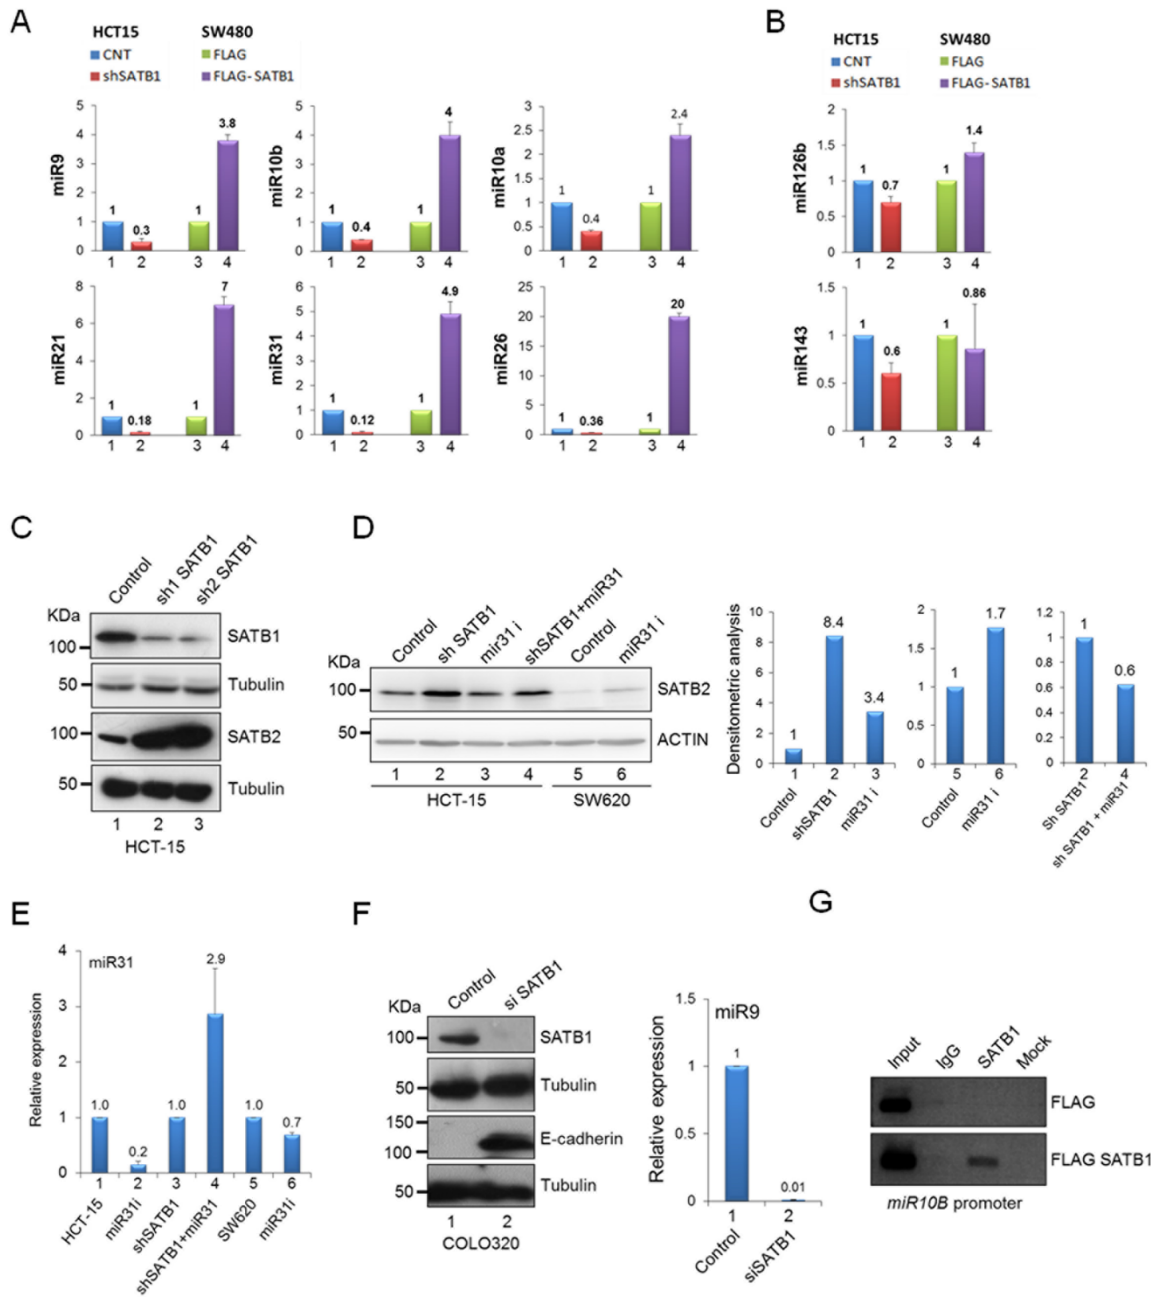 A
HCT15 SW480
CNT FLAG
shSATB1 FLAG-SATB1
miR9
5
4
3
2
1
0
1 0.3 1 3.8
1 2 3 4
miR10b
5
4
3
2
1
0
1 0.4 1 4
1 2 3 4
miR10a
3
2.5
2
1.5
1
0.5
0
1 0.4 1 2.4
1 2 3 4
miR21
8
6
4
2
0
1 0.18 1 7
1 2 3 4
miR31
6
5
4
3
2
1
0
1 0.12 1 4.9
1 2 3 4
miR26
25
20
15
10
5
0
1 0.36 1 20
1 2 3 4
B
HCT15 SW480
CNT FLAG
shSATB1 FLAG-SATB1
miR126b
2
1.5
1
0.5
0
1 0.7 1 1.4
1 2 3 4
miR143
1.5
1
0.5
0
1 0.6 1 0.86
1 2 3 4
C
Control sh1 SATB1 sh2 SATB1
KDa
100 SATB1
50 Tubulin
100 SATB2
50 Tubulin
1 2 3
HCT-15
D
Control sh SATB1 mir31 i shSATB1+miR31 Control miR31 i
KDa
100 SATB2
50 ACTIN
1 2 3 4 5 6
HCT-15 SW620
Densitometric analysis
10
8
6
4
2
0
1 8.4 3.4
1 2 3
Control shSATB1 miR31 i
2
1.5
1
0.5
0
1 1.7
5 6
Control miR31 i
1.2
1
0.8
0.6
0.4
0.2
0
1 0.6
2 4
Sh SATB1 sh SATB1 + miR31
E
miR31
Relative expression
4
3
2
1
0
1.0 0.2 1.0 2.9 1.0 0.7
1 2 3 4 5 6
HCT-15 miR31i shSATB1 shSATB1+miR31 SW620 miR31i
F
Control si SATB1
KDa
100 SATB1
50 Tubulin
150
100 E-cadherin
50 Tubulin
1 2
COLO320
miR9
Relative expression
1.5
1
0.5
0
1 0.01
1 2
Control siSATB1
G
Input IgG SATB1 Mock
FLAG
FLAG SATB1
miR10B promoter